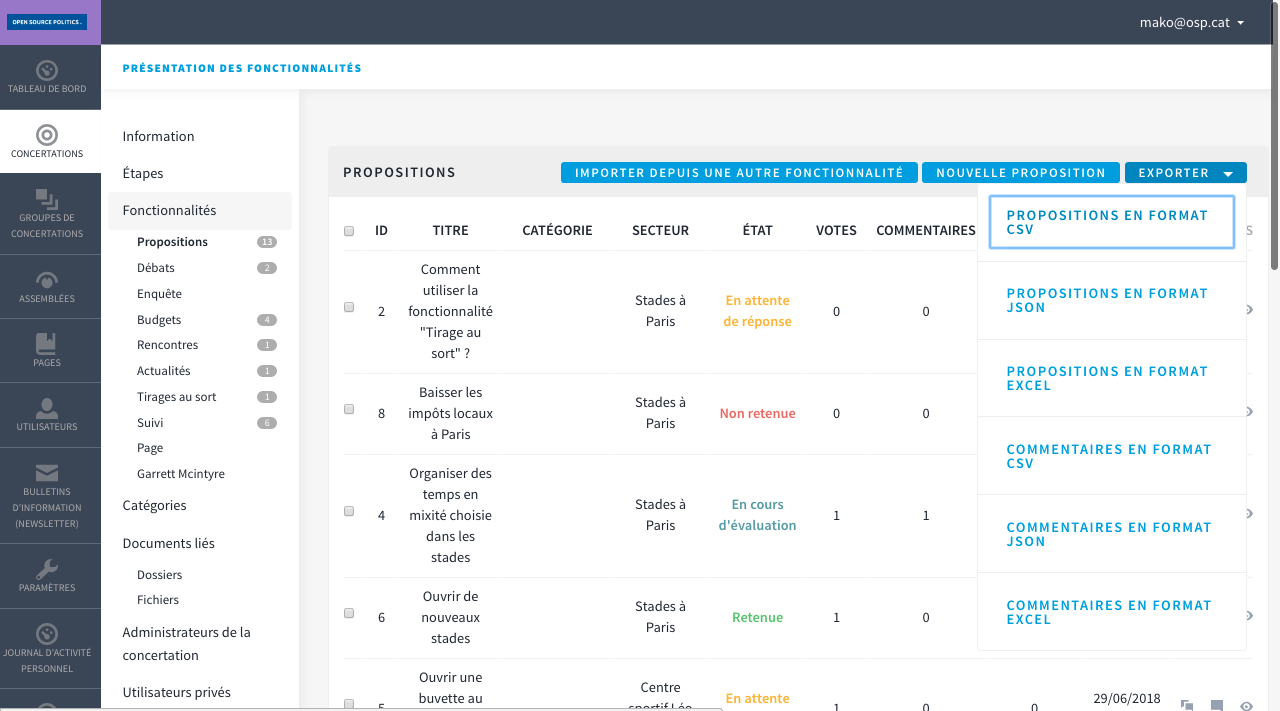 OPEN SOURCE POLITICS.
mako@osp.cat
TABLEAU DE BORD
CONCERTATIONS
GROUPES DE
CONCERTATIONS
ASSEMBLÉES
PAGES
UTILISATEURS
BULLETINS
D'INFORMATION
(NEWSLETTER)
PARAMÈTRES
JOURNAL D'ACTIVITÉ
PERSONNEL
PRÉSENTATION DES FONCTIONNALITÉS
Information
Étapes
Fonctionnalités
Propositions 13
Débats 2
Enquête
Budgets 4
Rencontres 1
Actualités 1
Tirages au sort 1
Suivi 6
Page
Garrett Mcintyre
Catégories
Documents liés
Dossiers
Fichiers
Administrateurs de la
concertation
Utilisateurs privés
PROPOSITIONS IMPORTER DEPUIS UNE AUTRE FONCTIONNALITÉ NOUVELLE PROPOSITION EXPORTER
PROPOSITIONS EN FORMAT
CSV
PROPOSITIONS EN FORMAT
JSON
PROPOSITIONS EN FORMAT
EXCEL
COMMENTAIRES EN FORMAT
CSV
COMMENTAIRES EN FORMAT
JSON
COMMENTAIRES EN FORMAT
EXCEL
ID TITRE CATÉGORIE SECTEUR ÉTAT VOTES COMMENTAIRES S
2
Comment
utiliser la
fonctionnalité
"Tirage au
sort" ?
Stades à
Paris
En attente
de réponse
0 0
8
Baisser les
impôts locaux
à Paris
Stades à
Paris
Non retenue
0 0
4
Organiser des
temps en
mixité choisie
dans les
stades
Stades à
Paris
En cours
d'évaluation
1 1
6
Ouvrir de
nouveaux
stades
Stades à
Paris
Retenue
1 0
5
Ouvrir une
buvette au
Centre
sportif Léo
En attente
1 0 0
29/06/2018